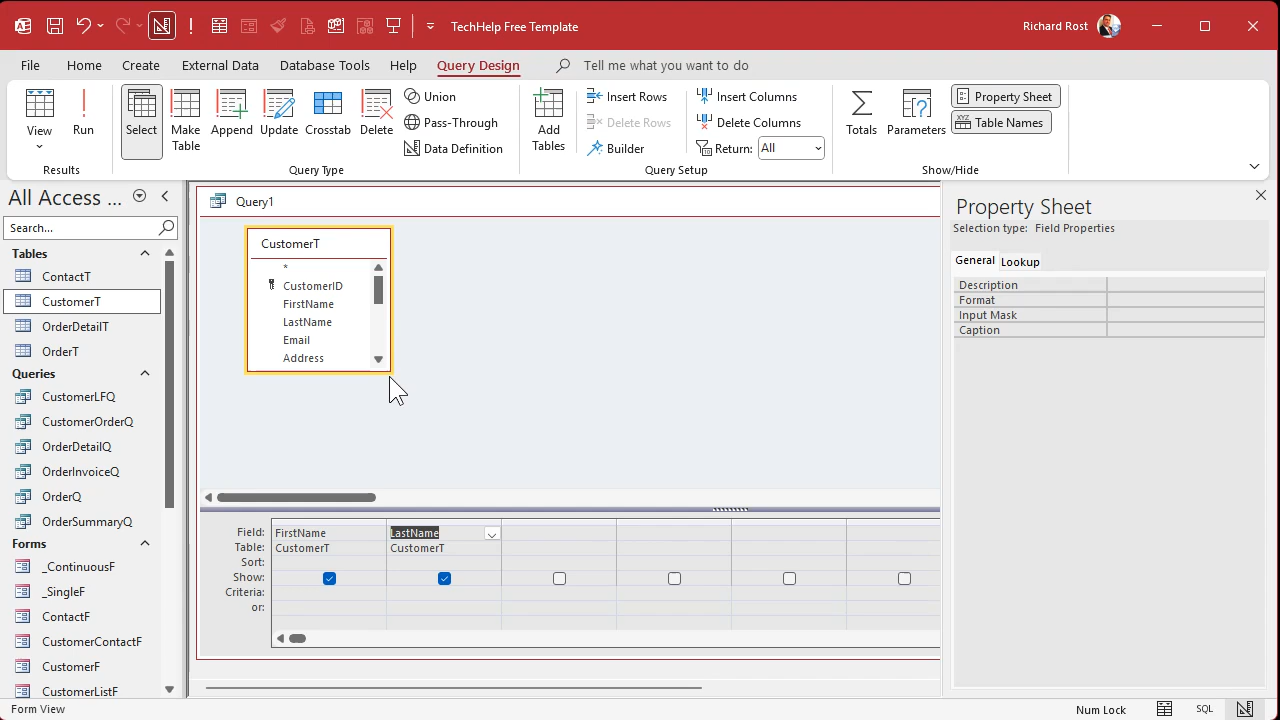 TechHelp Free Template
Richard Rost
File Home Create External Data Database Tools Help Query Design Tell me what you want to do
View
Run
Results
Select
Make Table
Append
Update
Crosstab
Delete
Union
Pass-Through
Data Definition
Query Type
Add Tables
Insert Rows
Delete Rows
Builder
Insert Columns
Delete Columns
Return: All
Query Setup
Totals
Parameters
Property Sheet
XYZ Table Names
Show/Hide
All Access ...
Search...
Tables
ContactT
CustomerT
OrderDetailT
OrderT
Queries
CustomerLFQ
CustomerOrderQ
OrderDetailQ
OrderInvoiceQ
OrderQ
OrderSummaryQ
Forms
_ContinuousF
_SingleF
ContactF
CustomerContactF
CustomerF
CustomerListF
Query1
CustomerT
*
CustomerID
FirstName
LastName
Email
Address
Field: FirstName LastName
Table: CustomerT CustomerT
Sort:
Show:
Criteria:
or:
Property Sheet
Selection type: Field Properties
General Lookup
Description
Format
Input Mask
Caption
Form View
Num Lock
SQL